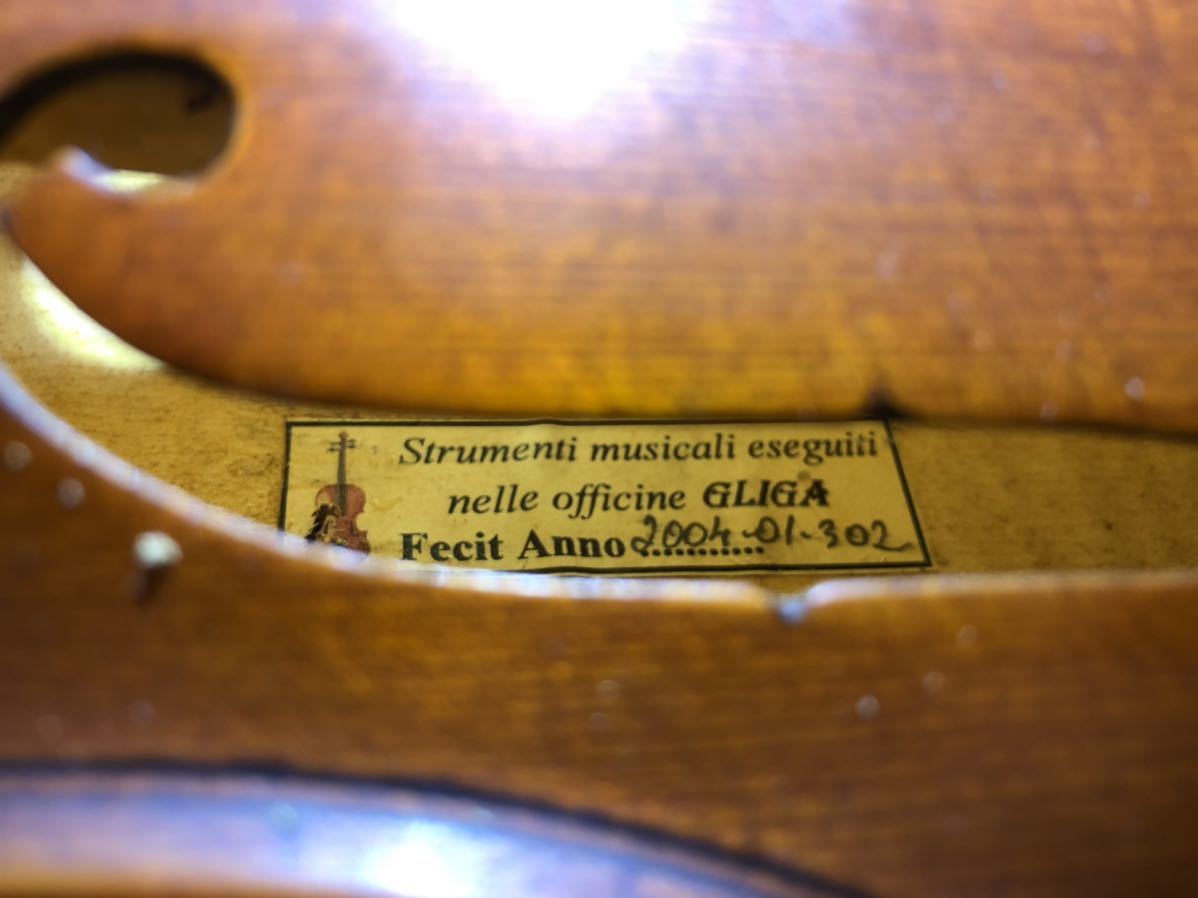 Strumenti musicali eseguiti
nelle officine GLIGA
Fecit Anno 2004-01-302